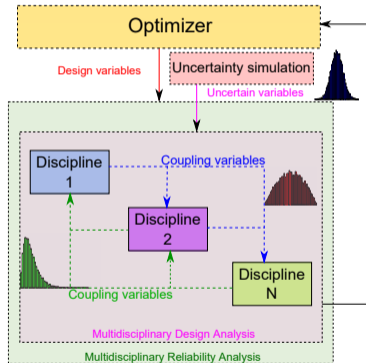 Optimizer
Design variables
Uncertainty simulation
Uncertain variables
Discipline
1
Coupling variables
Discipline
2
Discipline
N
Coupling variables
Multidisciplinary Design Analysis
Multidisciplinary Reliability Analysis